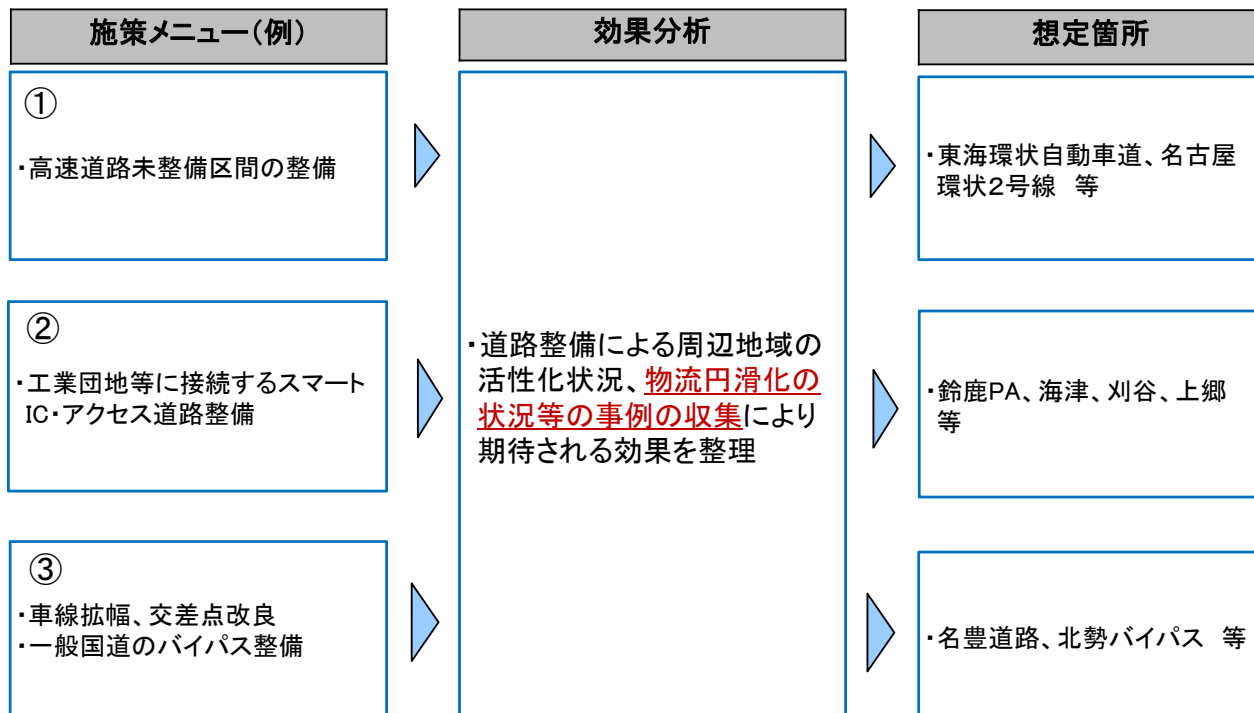 施策メニュー(例)
効果分析
想定箇所
①
・高速道路未整備区間の整備
②
・工業団地等に接続するスマート
IC・アクセス道路整備
③
・車線拡幅、交差点改良
・一般国道のバイパス整備
・道路整備による周辺地域の
活性化状況、物流円滑化の
状況等の事例の収集により
期待される効果を整理
・東海環状自動車道、名古屋
環状2号線 等
・鈴鹿PA、海津、刈谷、上郷
等
・名豊道路、北勢バイパス 等